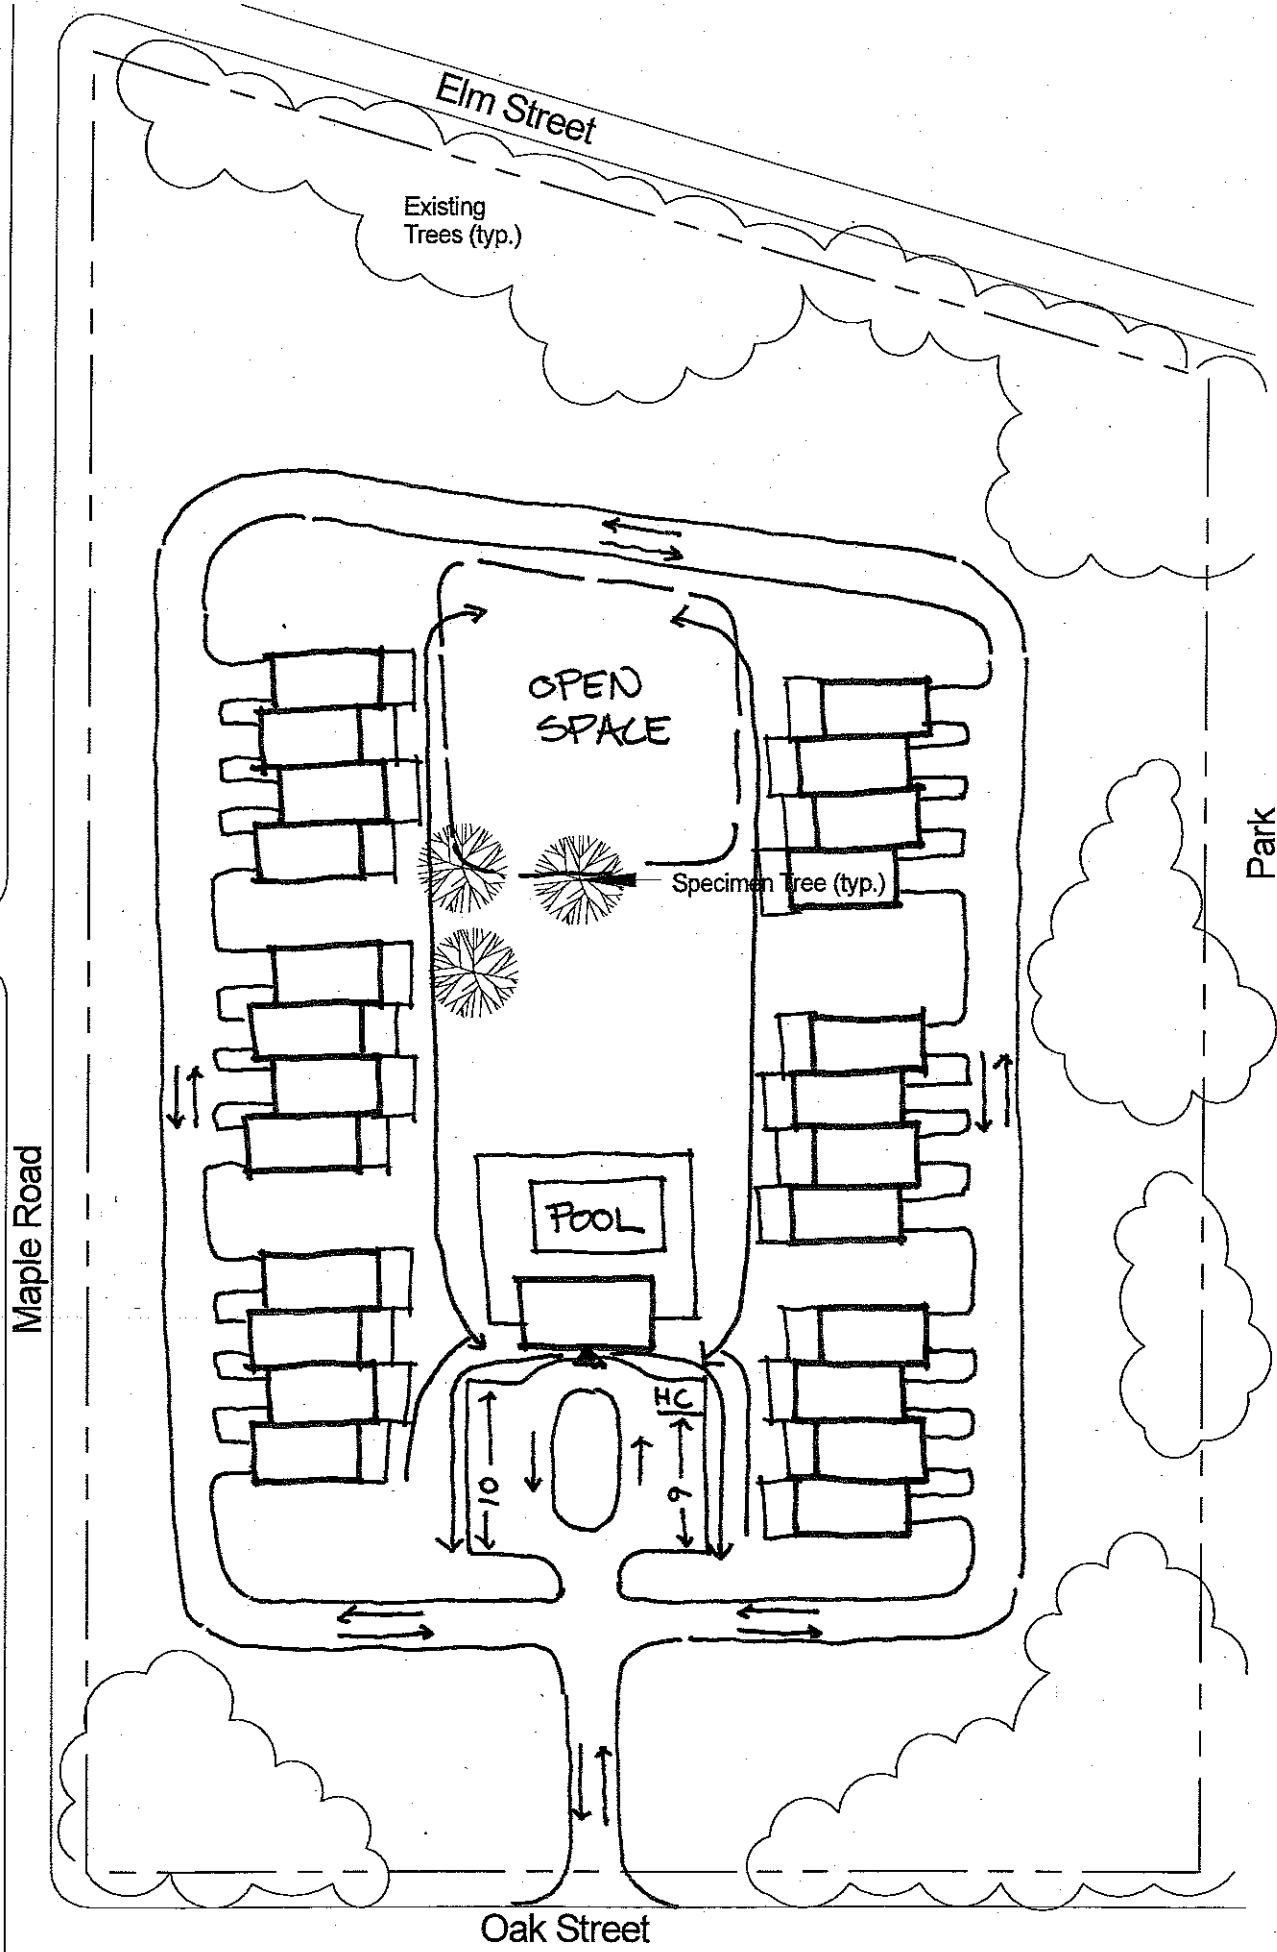 Elm Street
Existing
Trees (typ.)
OPEN
SPACE
Specimen Tree (typ.)
Park
Maple Road
POOL
HC
10
9
Oak Street